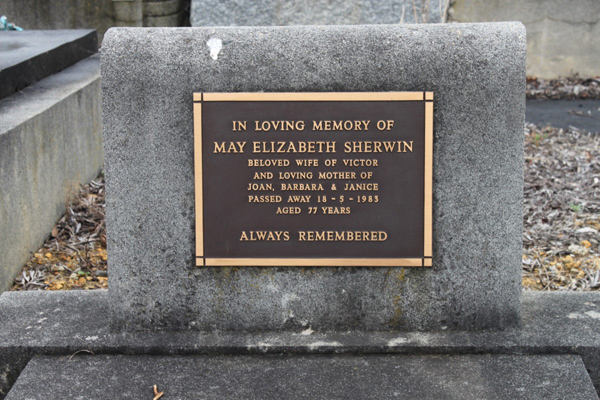 IN LOVING MEMORY OF
MAY ELIZABETH SHERWIN
BELOVED WIFE OF VICTOR
AND LOVING MOTHER OF
JOAN, BARBARA & JANICE
PASSED AWAY 18-5-1983
AGED 77 YEARS
ALWAYS REMEMBERED